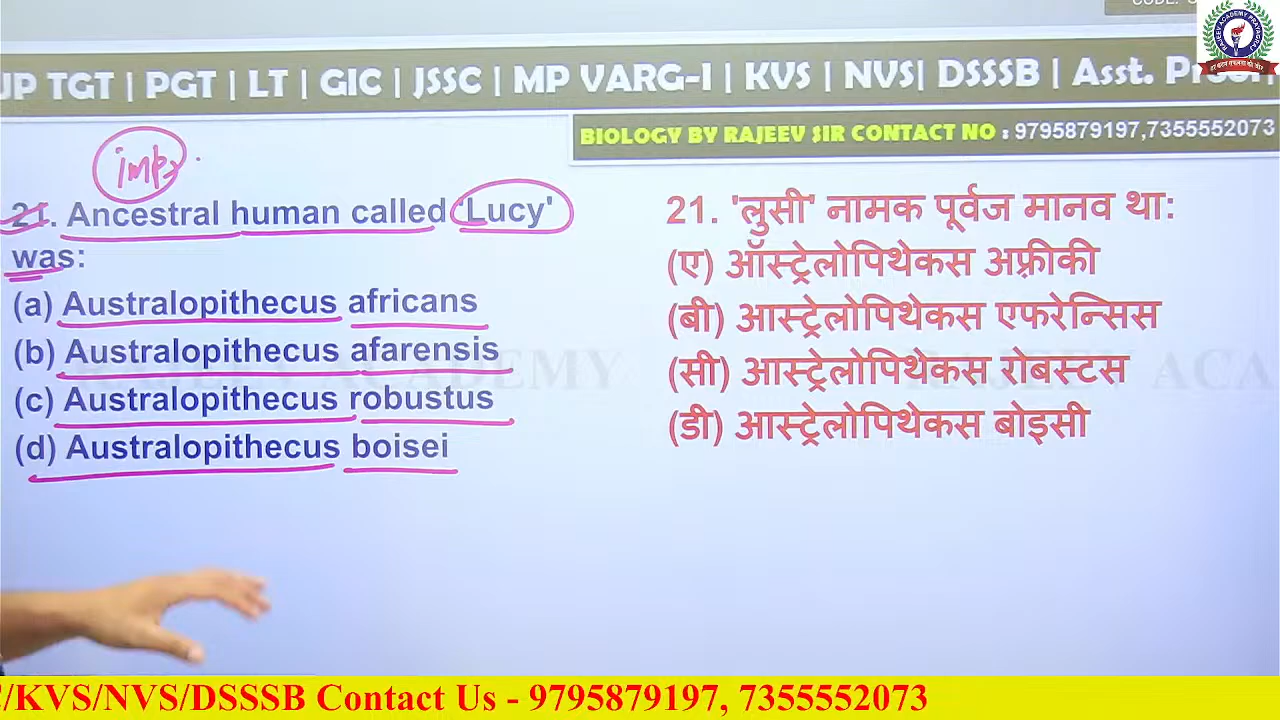 JP TGT | PGT | LT | GIC | JSSC | MP VARG-I | KVS | NVS| DSSSB | Asst.
BIOLOGY BY RAJEEV SIR CONTACT NO : 9795879197,7355552073
imp
21. Ancestral human called 'Lucy'
was:
(a) Australopithecus africans
(b) Australopithecus afarensis
(c) Australopithecus robustus
(d) Australopithecus boisei
21. 'लुसी' नामक पूर्वज मानव था:
(ए) ऑस्ट्रेलोपिथेकस अफ़्रीकी
(बी) आस्ट्रेलोपिथेकस एफरेन्सिस
(सी) आस्ट्रेलोपिथेकस रोबस्टस
(डी) आस्ट्रेलोपिथेकस बोइसी
ACADEMY
/KVS/NVS/DSSSB Contact Us - 9795879197, 7355552073